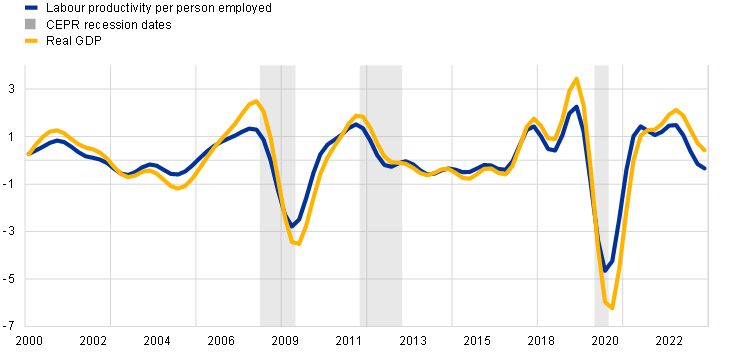 Labour productivity per person employed
CEPR recession dates
Real GDP
3
1
-1
-3
-5
-7
2000 2002 2004 2006 2009 2011 2013 2015 2018 2020 2022